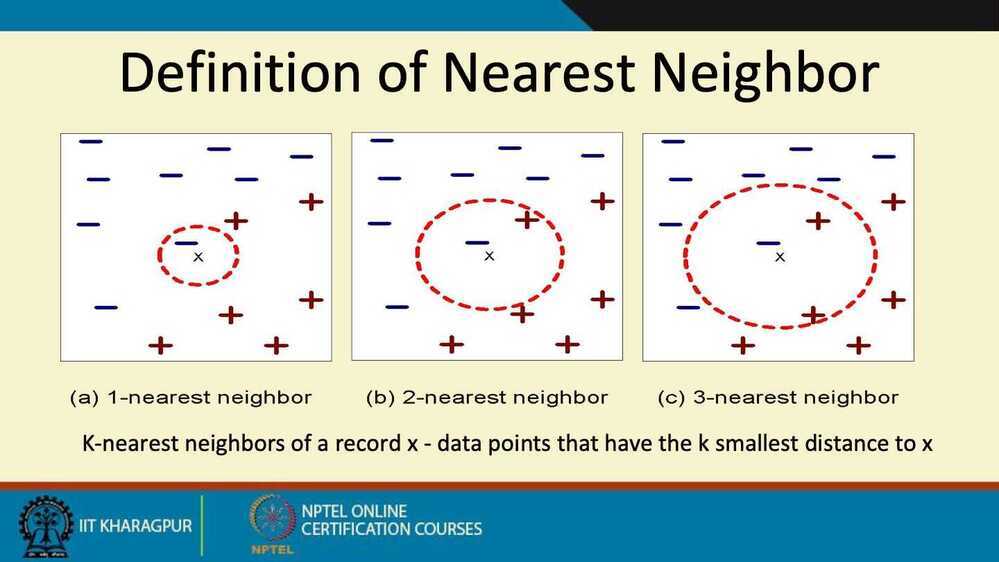 Definition of Nearest Neighbor
x
x
x
(a) 1-nearest neighbor
(b) 2-nearest neighbor
(c) 3-nearest neighbor
K-nearest neighbors of a record x - data points that have the k smallest distance to x
IIT KHARAGPUR
NPTEL
NPTEL ONLINE
CERTIFICATION COURSES